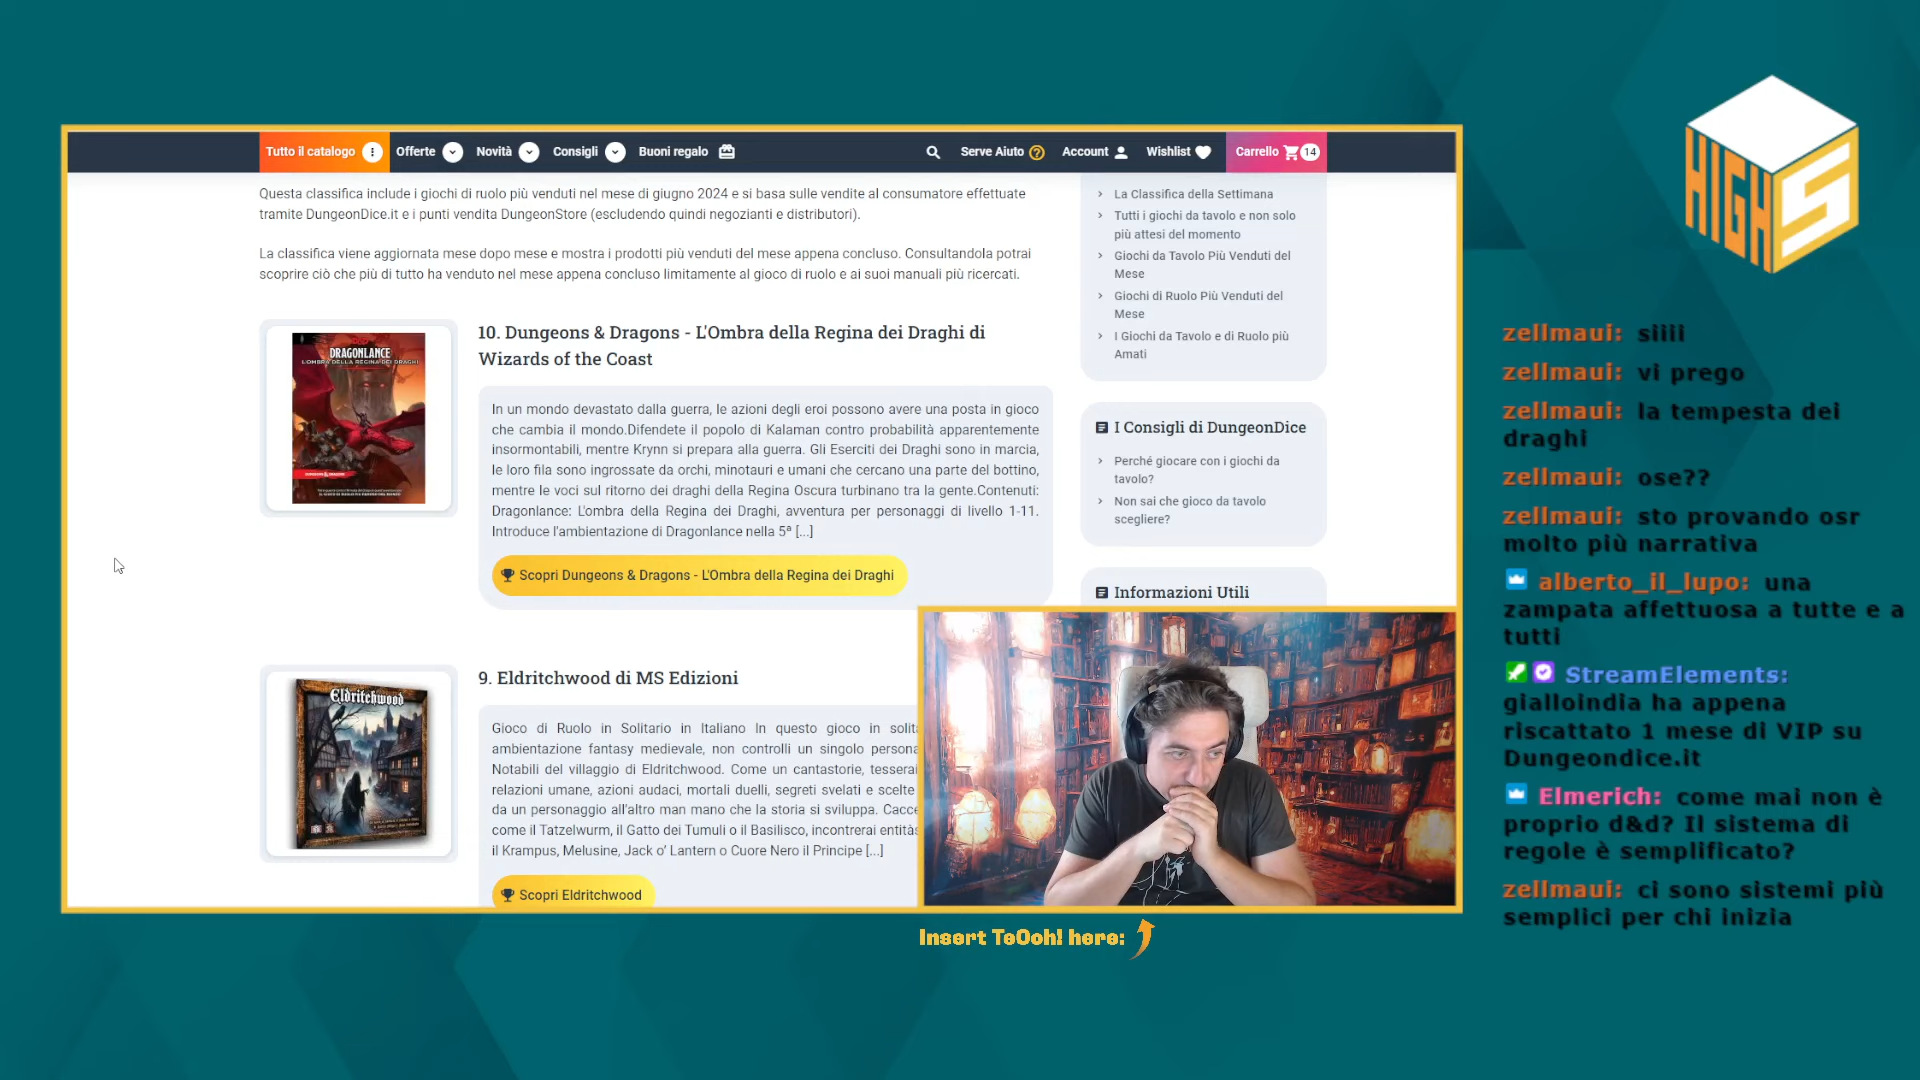 Tutto il catalogo
Offerte
Novità
Consigli
Buoni regalo
Serve Aiuto
Account
Wishlist
Carrello 14
Questa classifica include i giochi di ruolo più venduti nel mese di giugno 2024 e si basa sulle vendite al consumatore effettuate
tramite DungeonDice.it e i punti vendita DungeonStore (escludendo quindi negozianti e distributori).
La classifica viene aggiornata mese dopo mese e mostra i prodotti più venduti del mese appena concluso. Consultandola potrai
scoprire ciò che più di tutto ha venduto nel mese appena concluso limitamente al gioco di ruolo e ai suoi manuali più ricercati.
DRAGONLANCE
L'OMBRA DELLA REGINA DEI DRAGHI
DUNGEONS & DRAGONS
10. Dungeons & Dragons - L'Ombra della Regina dei Draghi di
Wizards of the Coast
In un mondo devastato dalla guerra, le azioni degli eroi possono avere una posta in gioco
che cambia il mondo.Difendete il popolo di Kalaman contro probabilità apparentemente
insormontabili, mentre Krynn si prepara alla guerra. Gli Eserciti dei Draghi sono in marcia,
le loro fila sono ingrossate da orchi, minotauri e umani che cercano una parte del bottino,
mentre le voci sul ritorno dei draghi della Regina Oscura turbinano tra la gente.Contenuti:
Dragonlance: L'ombra della Regina dei Draghi, avventura per personaggi di livello 1-11.
Introduce l'ambientazione di Dragonlance nella 5ª [...]
Scopri Dungeons & Dragons - L'Ombra della Regina dei Draghi
Eldritchwood
9. Eldritchwood di MS Edizioni
Gioco di Ruolo in Solitario in Italiano In questo gioco in solita
ambientazione fantasy medievale, non controlli un singolo persona
Notabili del villaggio di Eldritchwood. Come un cantastorie, tesserai
relazioni umane, azioni audaci, mortali duelli, segreti svelati e scelte
da un personaggio all'altro man mano che la storia si sviluppa. Cacce
come il Tatzelwurm, il Gatto dei Tumuli o il Basilisco, incontrerai entità
il Krampus, Melusine, Jack o' Lantern o Cuore Nero il Principe [...]
Scopri Eldritchwood
La Classifica della Settimana
Tutti i giochi da tavolo e non solo
più attesi del momento
Giochi da Tavolo Più Venduti del
Mese
Giochi di Ruolo Più Venduti del
Mese
I Giochi da Tavolo e di Ruolo più
Amati
I Consigli di DungeonDice
Perché giocare con i giochi da
tavolo?
Non sai che gioco da tavolo
scegliere?
Informazioni Utili
Insert TeOoh! here:
HIGH 5
zellmaui: siiii
zellmaui: vi prego
zellmaui: la tempesta dei
draghi
zellmaui: ose??
zellmaui: sto provando osr
molto più narrativa
alberto_il_lupo: una
zampata affettuosa a tutte e a
tutti
StreamElements:
gialloindia ha appena
riscattato 1 mese di VIP su
Dungeondice.it
Elmerich: come mai non è
proprio d&d? Il sistema di
regole è semplificato?
zellmaui: ci sono sistemi più
semplici per chi inizia